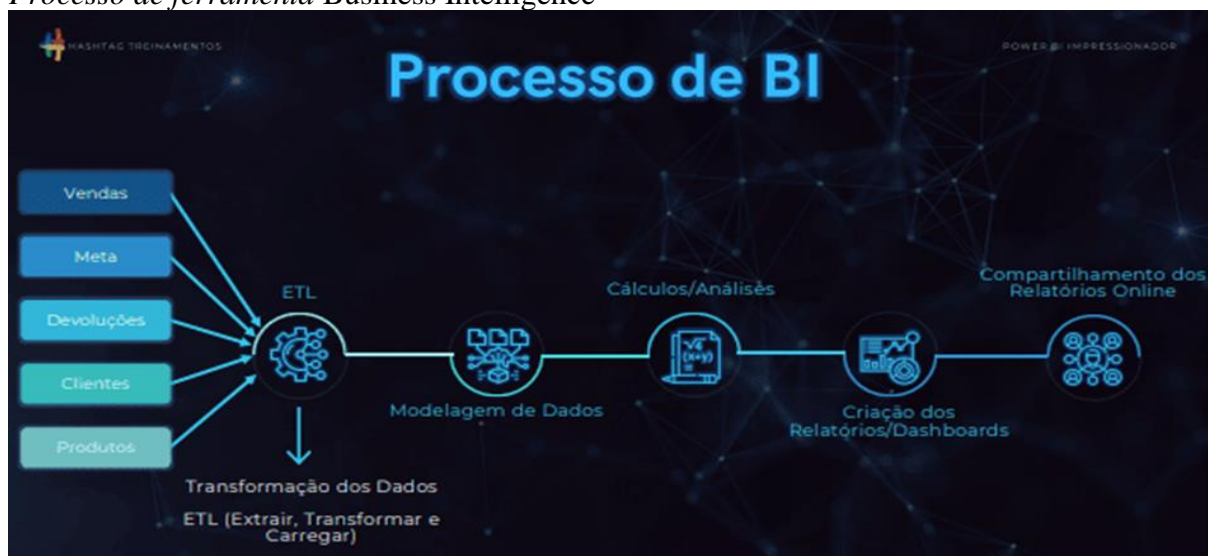 Processo de ferramenta Business Intelligence
HASHTAG TREINAMENTOS
POWER BI IMPRESSIONADOR
Processo de BI
Vendas
Meta
Devoluções
Clientes
Produtos
ETL
Transformação dos Dados
ETL (Extrair, Transformar e
Carregar)
Modelagem de Dados
Cálculos/Análises
√x
(x+y)
Criação dos
Relatórios/Dashboards
Compartilhamento dos
Relatórios Online